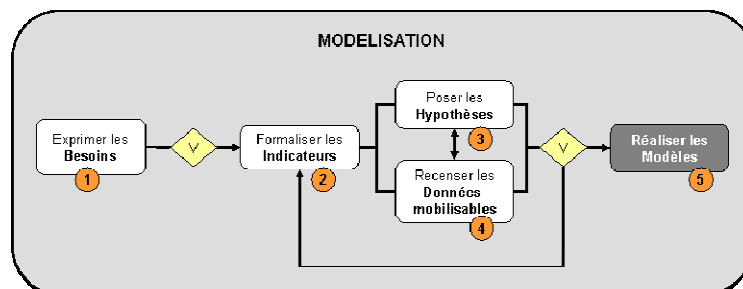 MODELISATION
Exprimer les
Besoins
1
V
Formaliser les
Indicateurs
2
Poser les
Hypothèses
3
Recenser les
Données
mobilisables
4
V
Réaliser les
Modèles
5